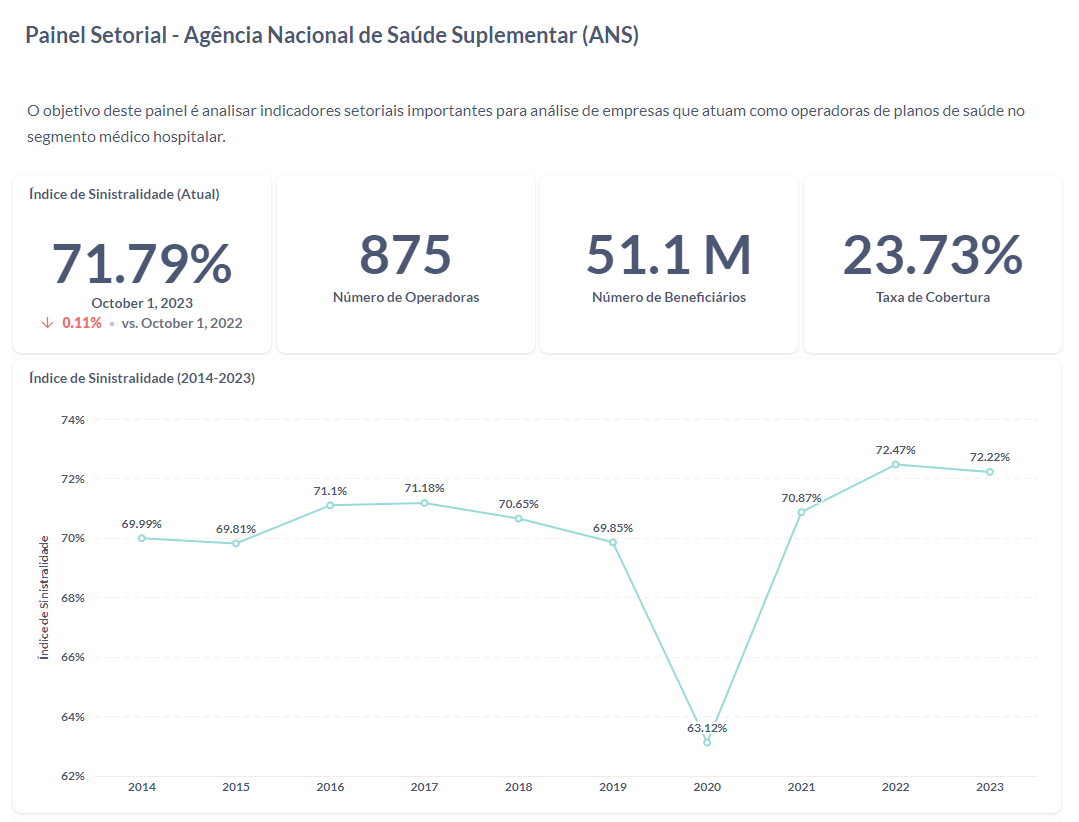 Painel Setorial - Agência Nacional de Saúde Suplementar (ANS)
O objetivo deste painel é analisar indicadores setoriais importantes para análise de empresas que atuam como operadoras de planos de saúde no
segmento médico hospitalar.
Índice de Sinistralidade (Atual)
71.79%
October 1, 2023
↓ 0.11% • vs. October 1, 2022
875
Número de Operadoras
51.1 M
Número de Beneficiários
23.73%
Taxa de Cobertura
Índice de Sinistralidade (2014-2023)
Índice de Sinistralidade
74%
72%
70%
68%
66%
64%
62%
69.99%
69.81%
71.1%
71.18%
70.65%
69.85%
63.12%
70.87%
72.47%
72.22%
2014 2015 2016 2017 2018 2019 2020 2021 2022 2023